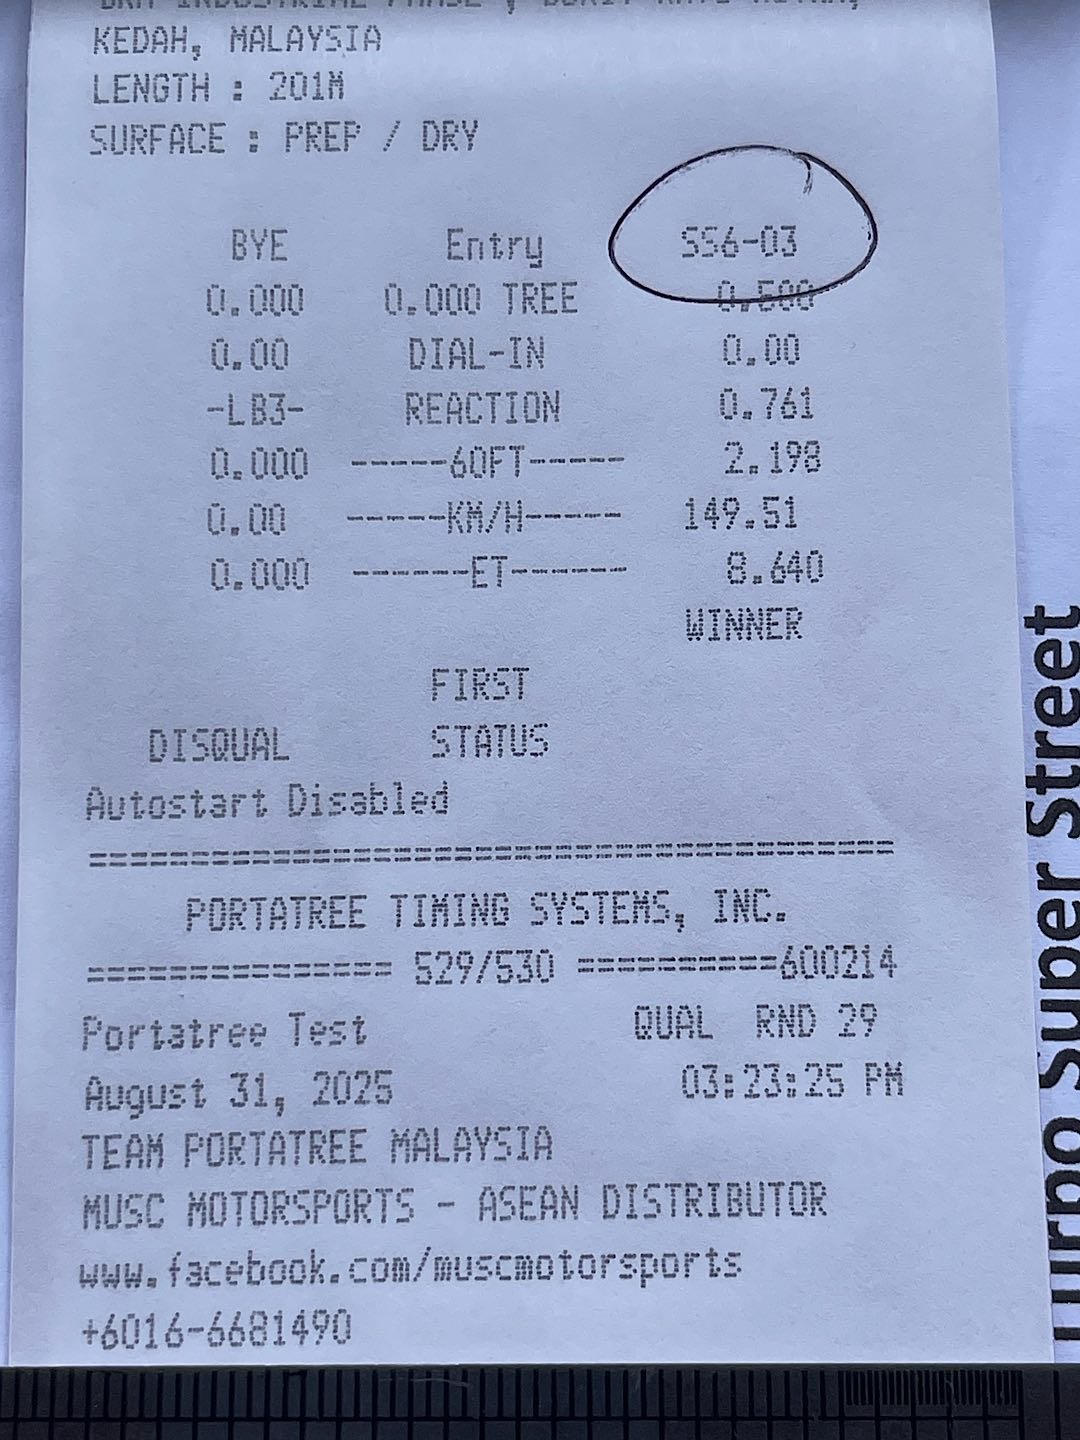 KEDAH, MALAYSIA
LENGTH : 201M
SURFACE : PREP / DRY
BYE Entry SS6-03
0.000 0.000 TREE 0.500
0.00 DIAL-IN 0.00
-LB3- REACTION 0.761
0.000 -----60FT----- 2.198
0.00 -----KM/H----- 149.51
0.000 ------ET------ 8.640
WINNER
FIRST
DISQUAL STATUS
Autostart Disabled
=========================================
PORTATREE TIMING SYSTEMS, INC.
=============== 529/530 ==========600214
Portatree Test QUAL RND 29
August 31, 2025 03:23:25 PM
TEAM PORTATREE MALAYSIA
MUSC MOTORSPORTS - ASEAN DISTRIBUTOR
www.facebook.com/muscmotorsports
+6016-6681490
Turbo Super Street